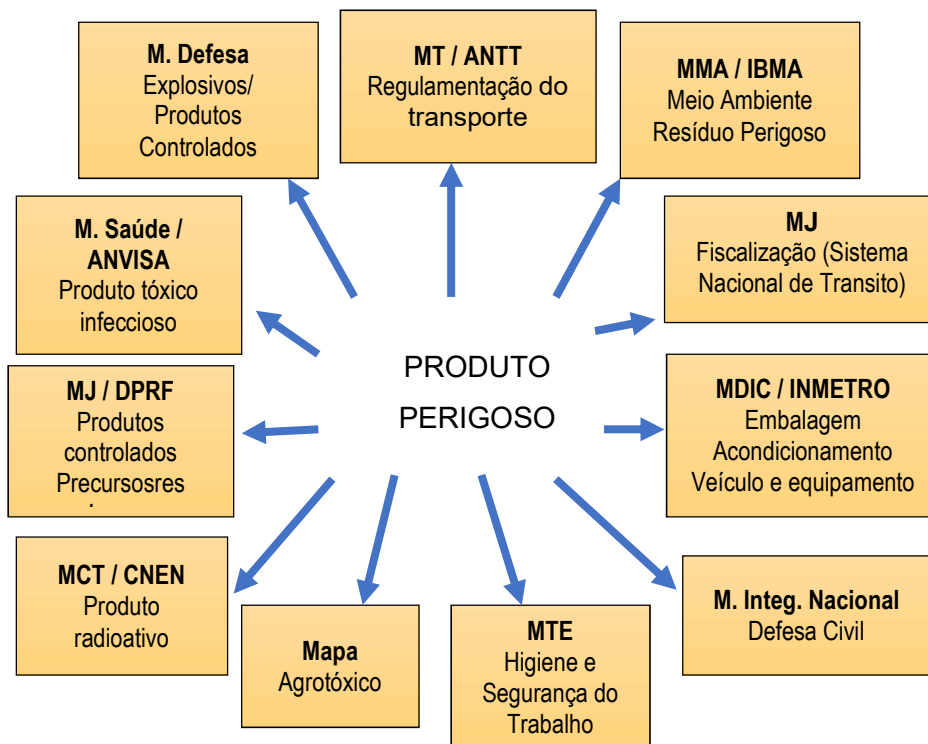 M. Defesa
Explosivos/
Produtos
Controlados
MT / ANTT
Regulamentação do
transporte
MMA / IBMA
Meio Ambiente
Resíduo Perigoso
M. Saúde /
ANVISA
Produto tóxico
infeccioso
MJ
Fiscalização (Sistema
Nacional de Transito)
PRODUTO
PERIGOSO
MJ / DPRF
Produtos
controlados
Precursosres
MDIC / INMETRO
Embalagem
Acondicionamento
Veículo e equipamento
MCT / CNEN
Produto
radioativo
Mapa
Agrotóxico
MTE
Higiene e
Segurança do
Trabalho
M. Integ. Nacional
Defesa Civil